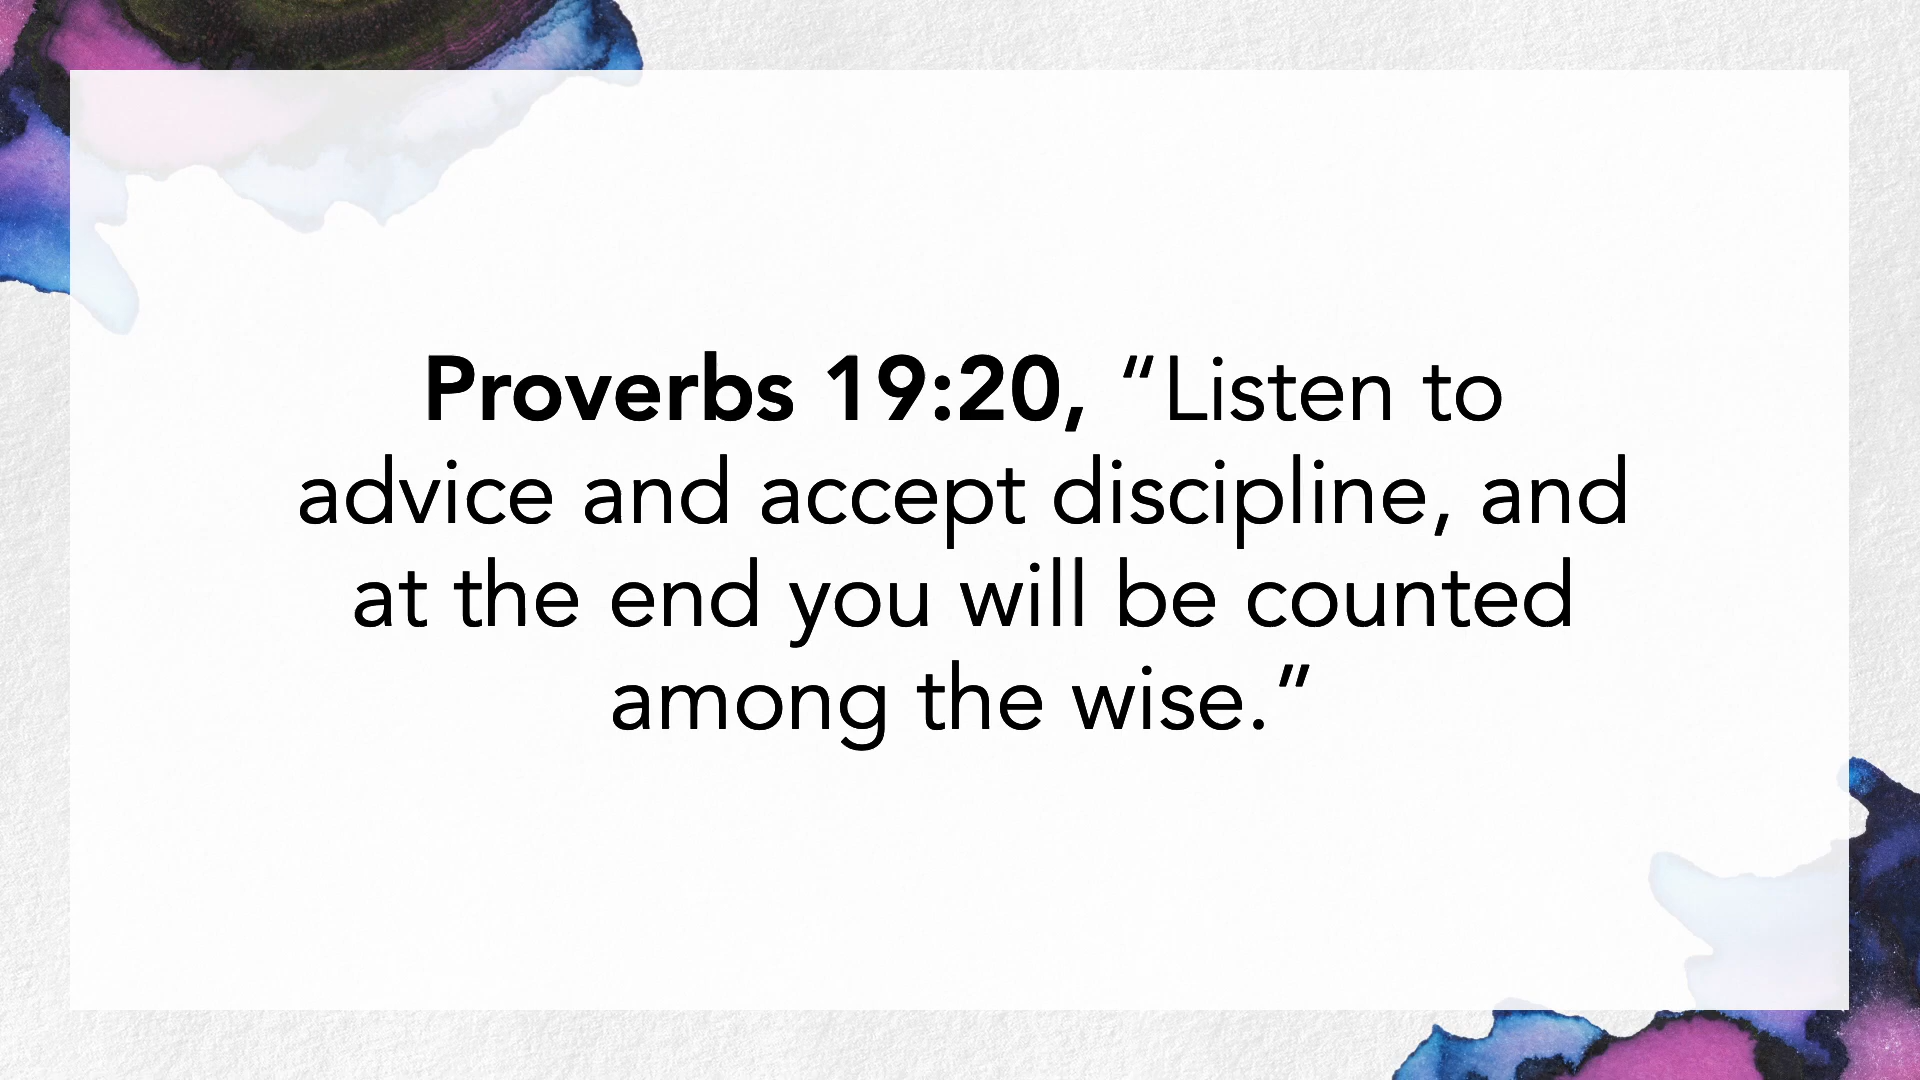 Proverbs 19:20, “Listen to
advice and accept discipline, and
at the end you will be counted
among the wise.”